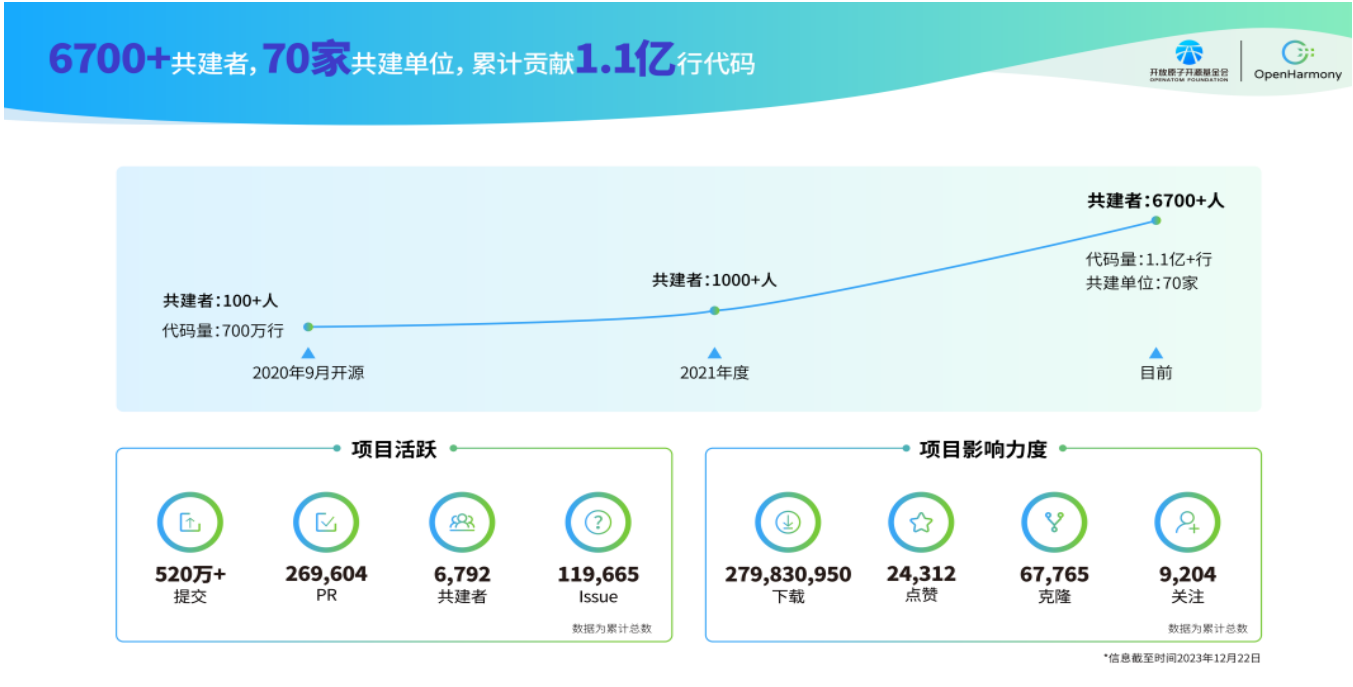 6700+共建者, 70家共建单位, 累计贡献1.1亿行代码
开放原子开源基金会
OPENATOM FOUNDATION
OpenHarmony
共建者:6700+人
代码量:1.1亿+行
共建单位:70家
共建者:1000+人
共建者:100+人
代码量:700万行
2020年9月开源
2021年度
目前
项目活跃
520万+
提交
269,604
PR
6,792
共建者
119,665
Issue
数据为累计总数
项目影响力度
279,830,950
下载
24,312
点赞
67,765
克隆
9,204
关注
数据为累计总数
*信息截至时间2023年12月22日